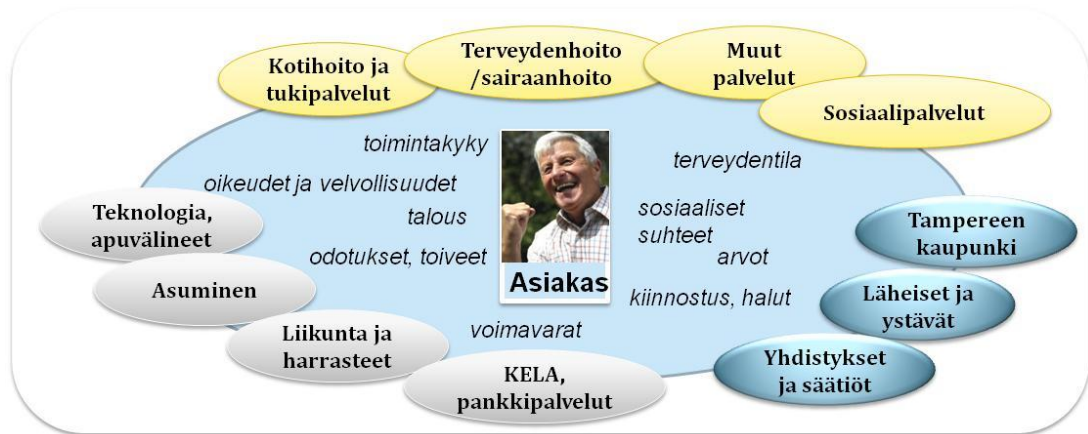 Kotihoito ja
tukipalvelut
Terveydenhoito
/sairaanhoito
Muut
palvelut
Sosiaalipalvelut
toimintakyky
oikeudet ja velvollisuudet
talous
odotukset, toiveet
voimavarat
Asiakas
terveydentila
sosiaaliset
suhteet
arvot
kiinnostus, halut
Teknologia,
apuvälineet
Asuminen
Liikunta ja
harrasteet
KELA,
pankkipalvelut
Tampereen
kaupunki
Läheiset ja
ystävät
Yhdistykset
ja säätiöt